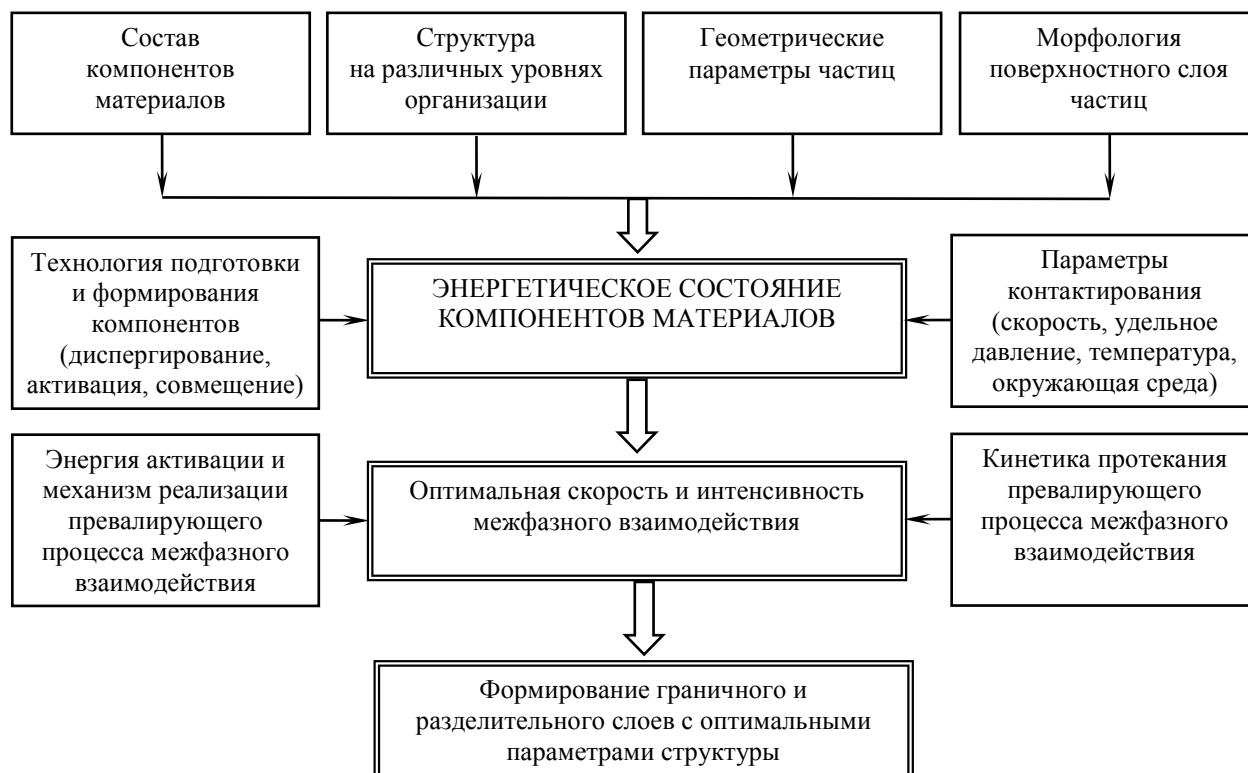 Состав
компонентов
материалов
Структура
на различных уровнях
организации
Геометрические
параметры частиц
Морфология
поверхностного слоя
частиц
Технология подготовки
и формирования
компонентов
(диспергирование,
активация, совмещение)
ЭНЕРГЕТИЧЕСКОЕ СОСТОЯНИЕ
КОМПОНЕНТОВ МАТЕРИАЛОВ
Параметры
контактирования
(скорость, удельное
давление, температура,
окружающая среда)
Энергия активации и
механизм реализации
превалирующего
процесса межфазного
взаимодействия
Оптимальная скорость и интенсивность
межфазного взаимодействия
Кинетика протекания
превалирующего
процесса межфазного
взаимодействия
Формирование граничного и
разделительного слоев с оптимальными
параметрами структуры